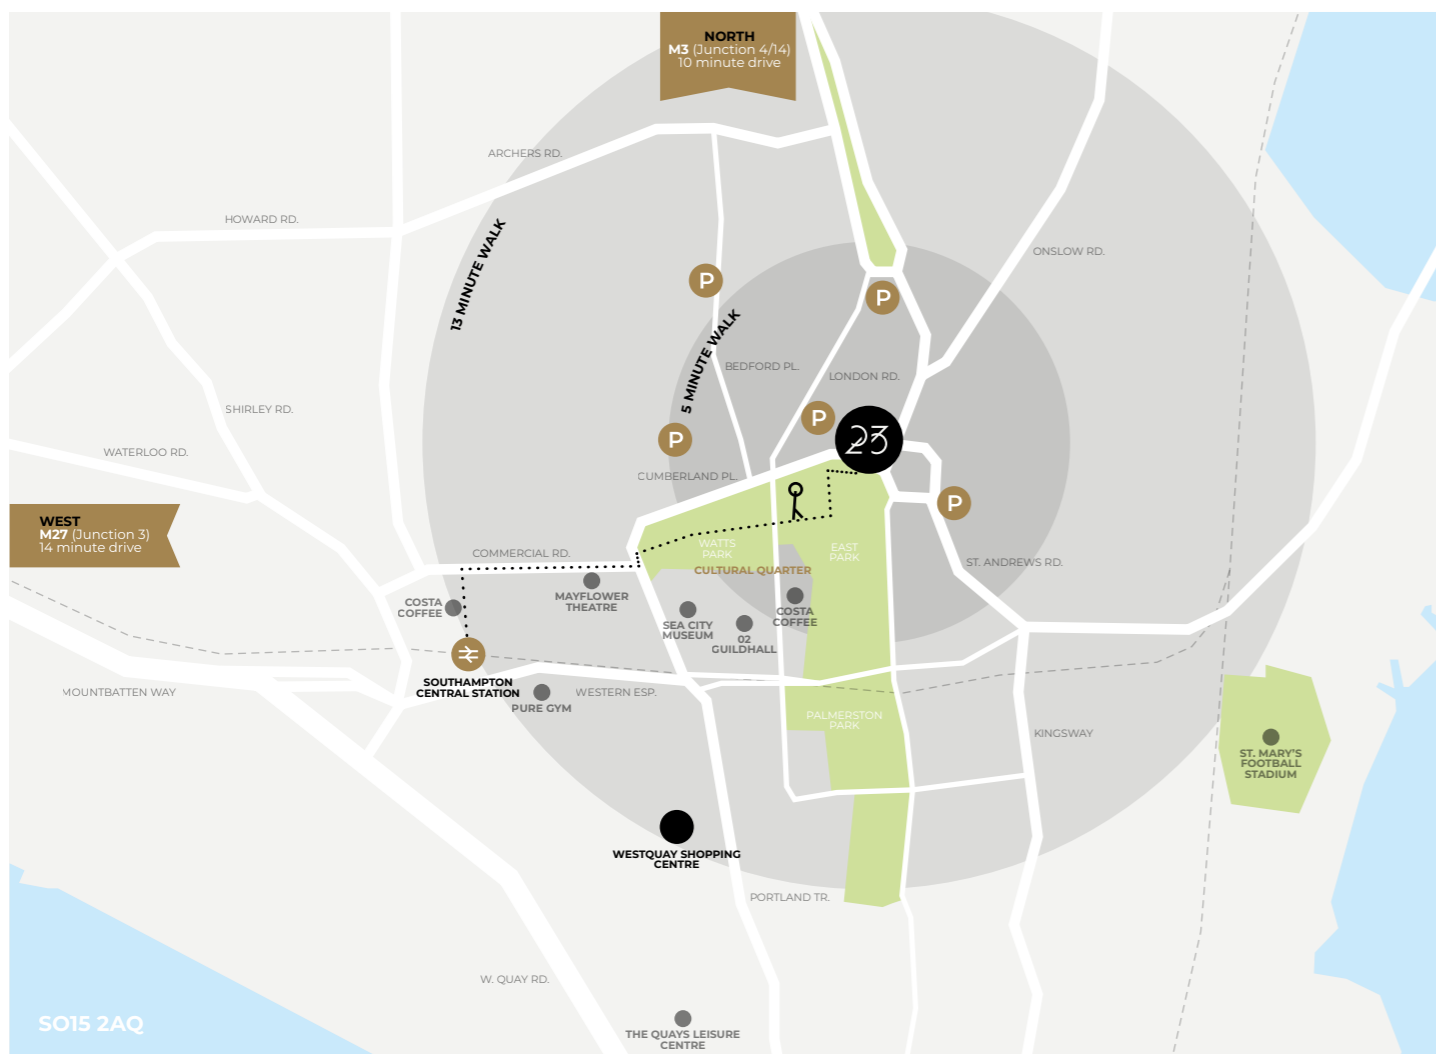 NORTH
M3 (Junction 4/14)
10 minute drive
ARCHERS RD.
HOWARD RD.
13 MINUTE WALK
ONSLOW RD.
P
P
5 MINUTE WALK
BEDFORD PL.
LONDON RD.
SHIRLEY RD.
P
P
23
WATERLOO RD.
CUMBERLAND PL.
P
WEST
M27 (Junction 3)
14 minute drive
COMMERCIAL RD.
WATTS
PARK
EAST
PARK
ST. ANDREWS RD.
CULTURAL QUARTER
COSTA
COFFEE
MAYFLOWER
THEATRE
SEA CITY
MUSEUM
02
GUILDHALL
COSTA
COFFEE
SOUTHAMPTON
CENTRAL STATION
MOUNTBATTEN WAY
PURE GYM
WESTERN ESP.
PALMERSTON
PARK
KINGSWAY
ST. MARY'S
FOOTBALL
STADIUM
WESTQUAY SHOPPING
CENTRE
PORTLAND TR.
W. QUAY RD.
SO15 2AQ
THE QUAYS LEISURE
CENTRE